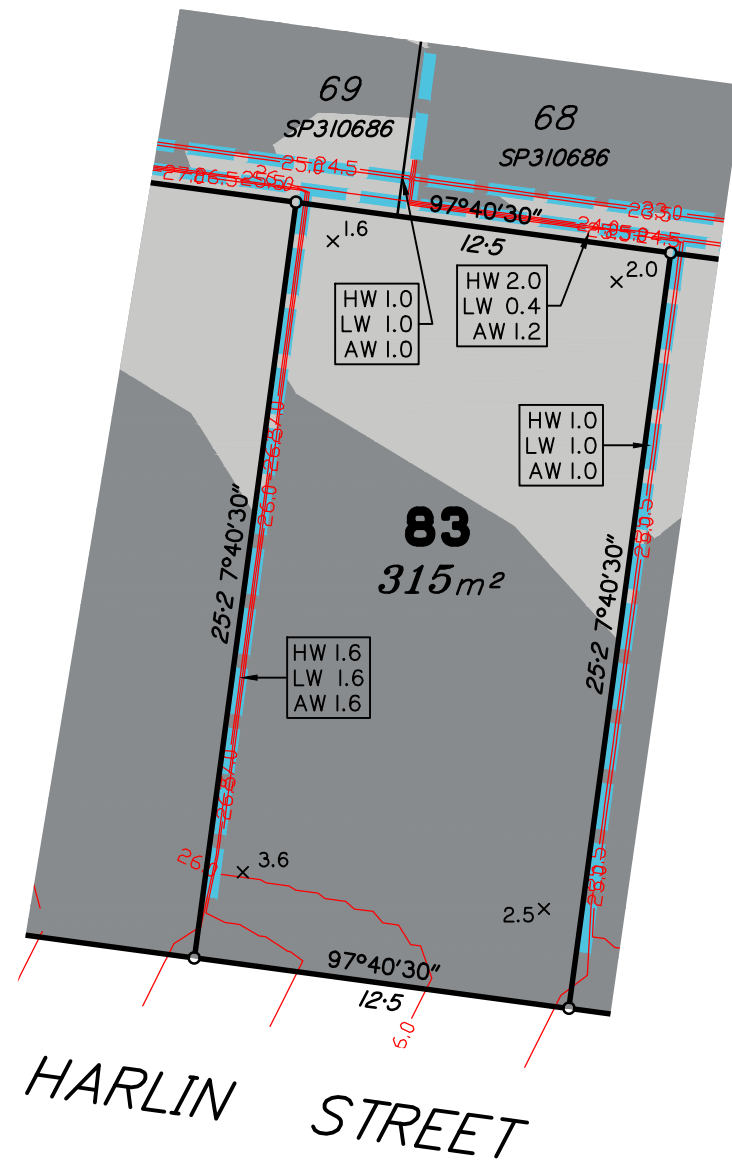 69
SP310686
68
SP310686
97°40'30"
12·5
1.6
2.0
HW 1.0
LW 1.0
AW 1.0
HW 2.0
LW 0.4
AW 1.2
HW 1.0
LW 1.0
AW 1.0
83
315m²
25·2 7°40'30"
25·2 7°40'30"
HW 1.6
LW 1.6
AW 1.6
26.0
3.6
2.5
97°40'30"
12·5
HARLIN STREET